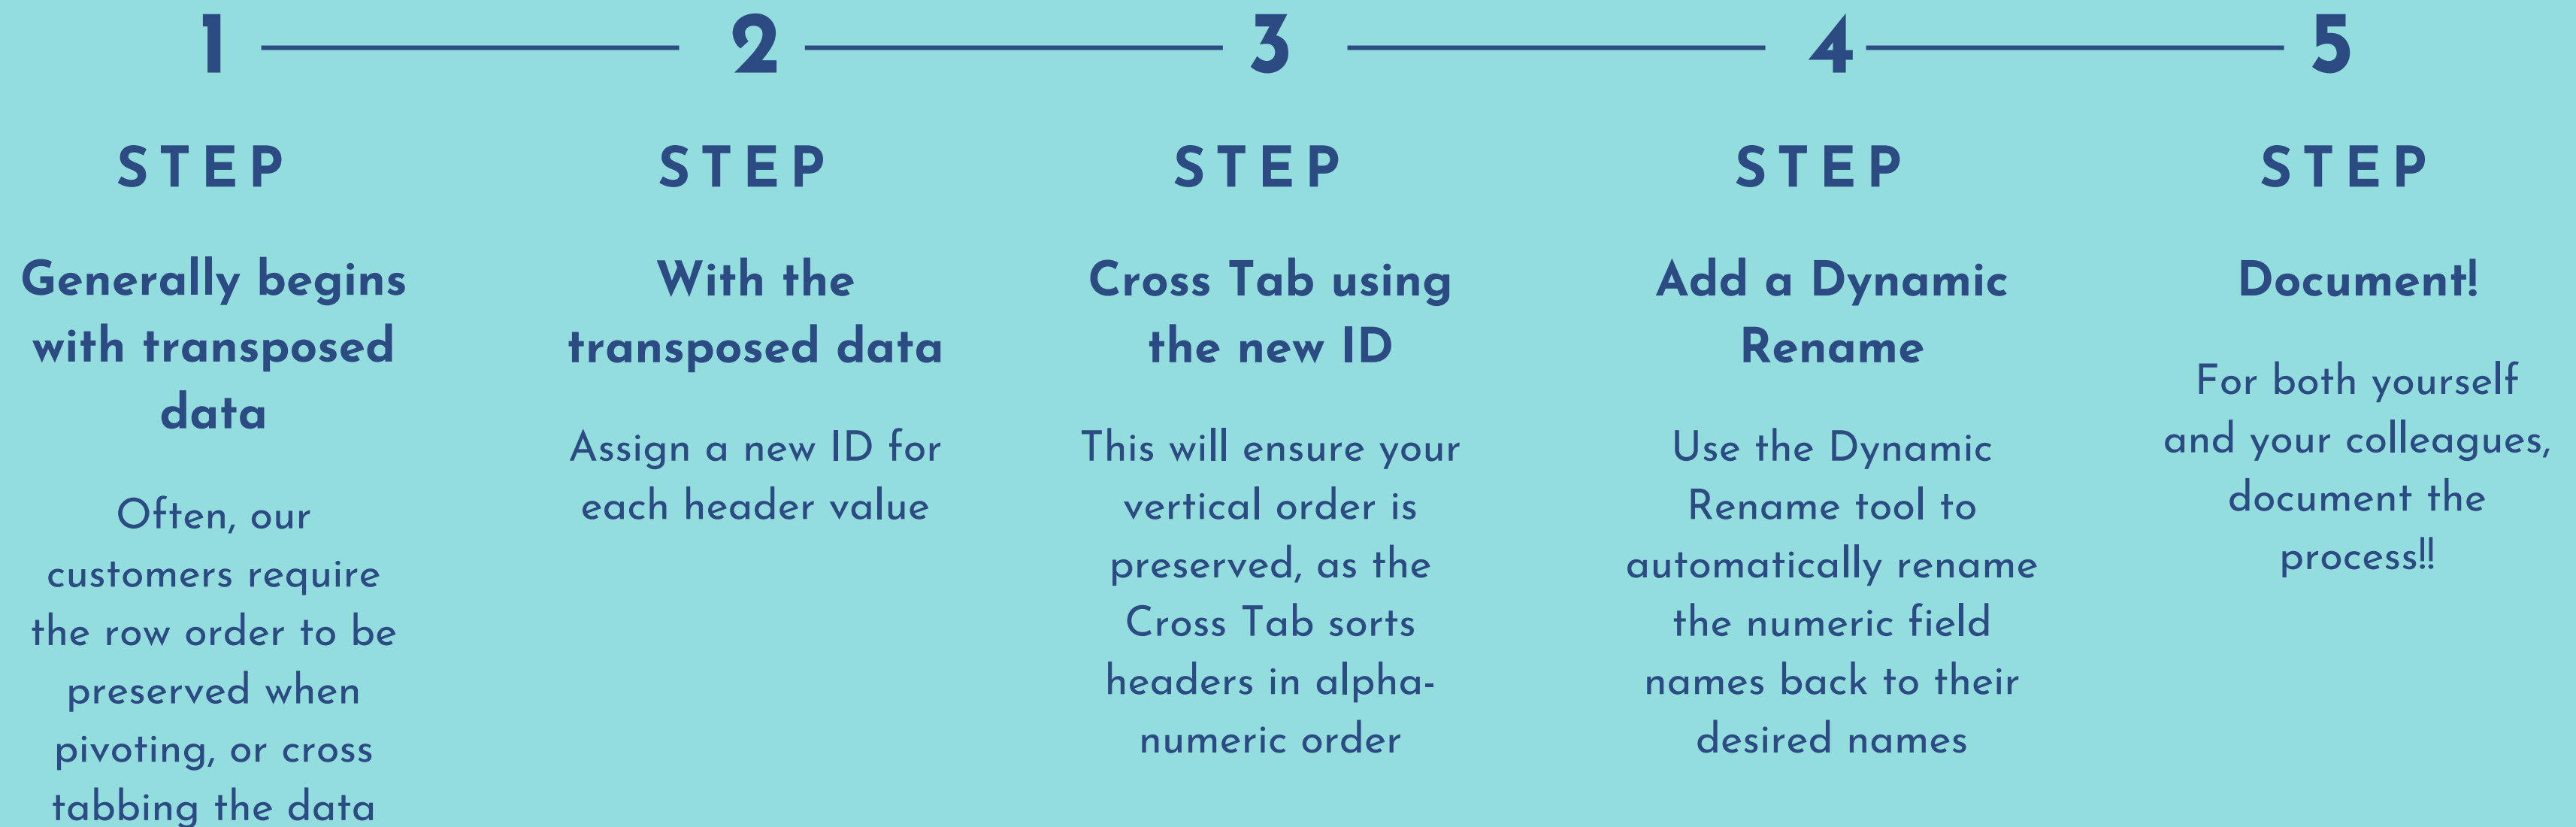 1
2
3
4
5
STEP
STEP
STEP
STEP
STEP
Generally begins
with transposed
data
Often, our
customers require
the row order to be
preserved when
pivoting, or cross
tabbing the data
With the
transposed data
Assign a new ID for
each header value
Cross Tab using
the new ID
This will ensure your
vertical order is
preserved, as the
Cross Tab sorts
headers in alpha-
numeric order
Add a Dynamic
Rename
Use the Dynamic
Rename tool to
automatically rename
the numeric field
names back to their
desired names
Document!
For both yourself
and your colleagues,
document the
process!!